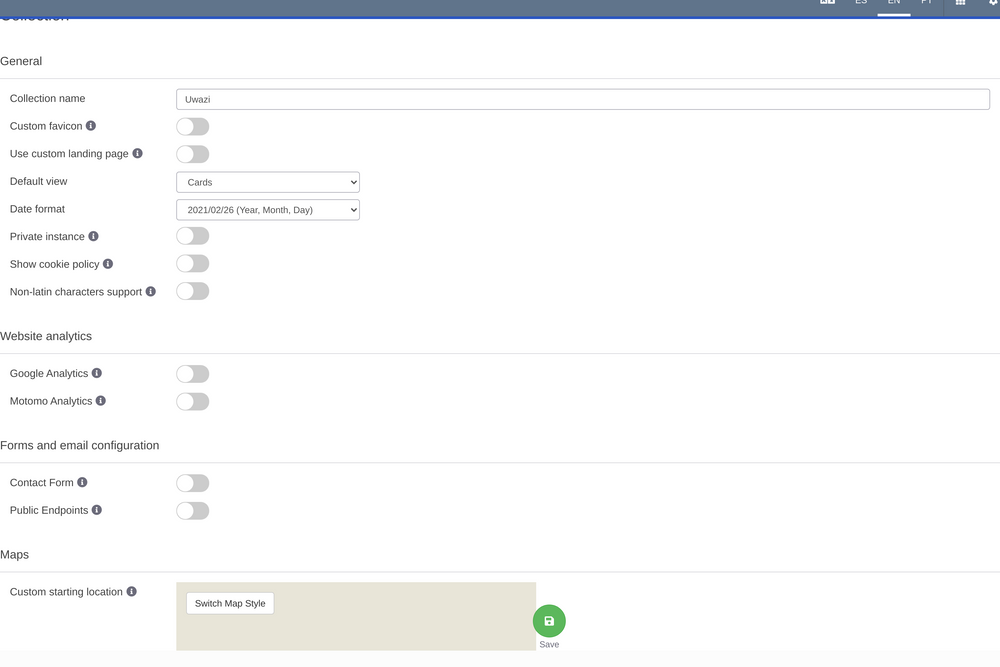 ES EN PT
Collection
General
Collection name
Uwazi
Custom favicon
Use custom landing page
Default view
Cards
Date format
2021/02/26 (Year, Month, Day)
Private instance
Show cookie policy
Non-latin characters support
Website analytics
Google Analytics
Motomo Analytics
Forms and email configuration
Contact Form
Public Endpoints
Maps
Custom starting location
Switch Map Style
Save